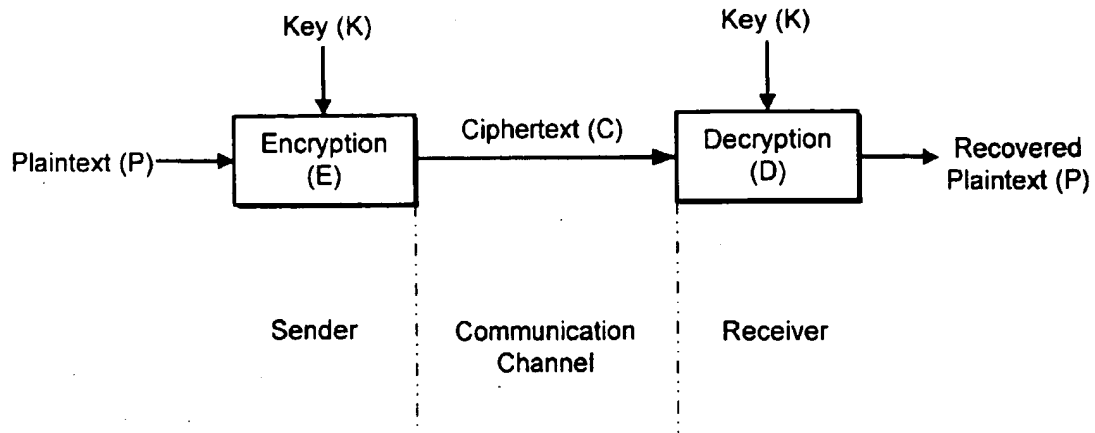 Key (K)
Key (K)
Plaintext (P)
Encryption
(E)
Ciphertext (C)
Decryption
(D)
Recovered
Plaintext (P)
Sender
Communication
Channel
Receiver